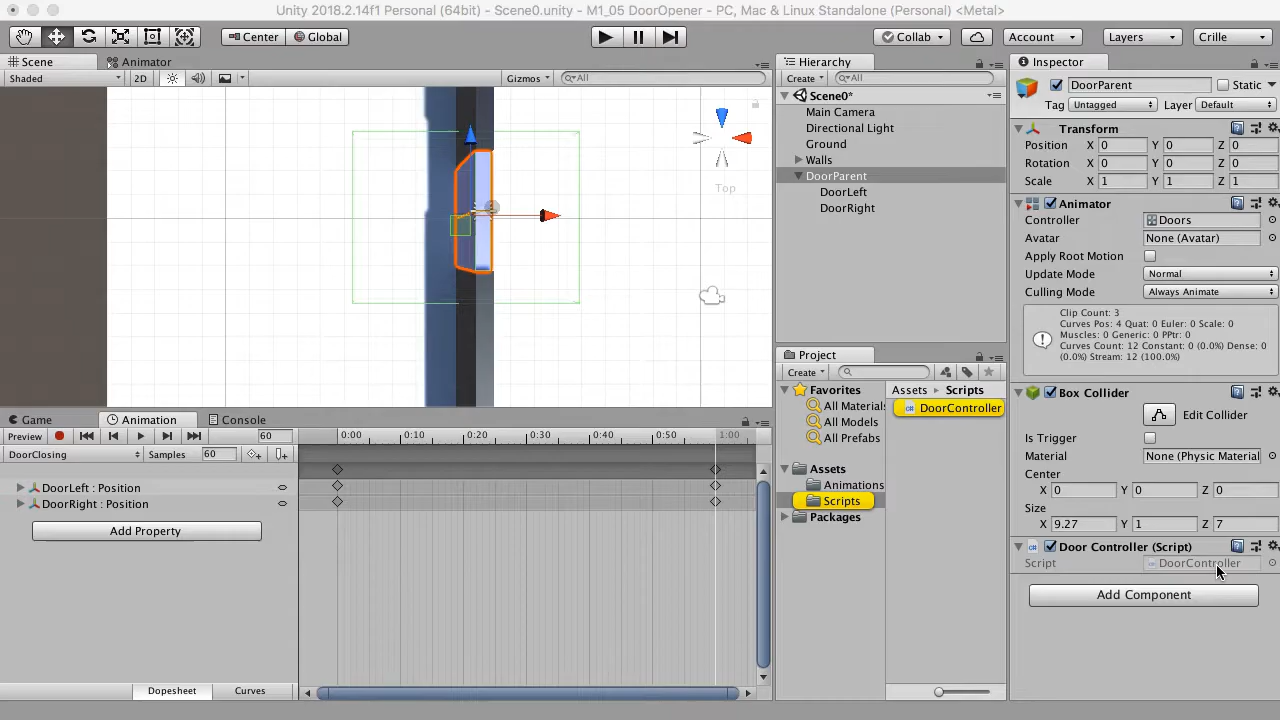 Unity 2018.2.14f1 Personal (64bit) - Scene0.unity - M1_05 DoorOpener - PC, Mac & Linux Standalone (Personal) <Metal>
Center Global Collab Account Layers Crille
Scene Animator
Shaded 2D Gizmos All
Top
Hierarchy
Create All
Scene0*
Main Camera
Directional Light
Ground
Walls
DoorParent
DoorLeft
DoorRight
Project
Create
Favorites
All Materials
All Models
All Prefabs
Assets
Animations
Scripts
Packages
Assets Scripts
DoorController
Inspector
DoorParent Static
Tag Untagged Layer Default
Transform
Position X 0 Y 0 Z 0
Rotation X 0 Y 0 Z 0
Scale X 1 Y 1 Z 1
Animator
Controller Doors
Avatar None (Avatar)
Apply Root Motion
Update Mode Normal
Culling Mode Always Animate
Clip Count: 3
Curves Pos: 4 Quat: 0 Euler: 0 Scale: 0
Muscles: 0 Generic: 0 PPtr: 0
Curves Count: 12 Constant: 0 (0.0%) Dense: 0
(0.0%) Stream: 12 (100.0%)
Box Collider
Edit Collider
Is Trigger
Material None (Physic Material
Center
X 0 Y 0 Z 0
Size
X 9.27 Y 1 Z 7
Door Controller (Script)
Script DoorController
Add Component
Game Animation Console
Preview 60 0:00 0:10 0:20 0:30 0:40 0:50 1:00
DoorClosing Samples 60
DoorLeft : Position
DoorRight : Position
Add Property
Dopesheet Curves